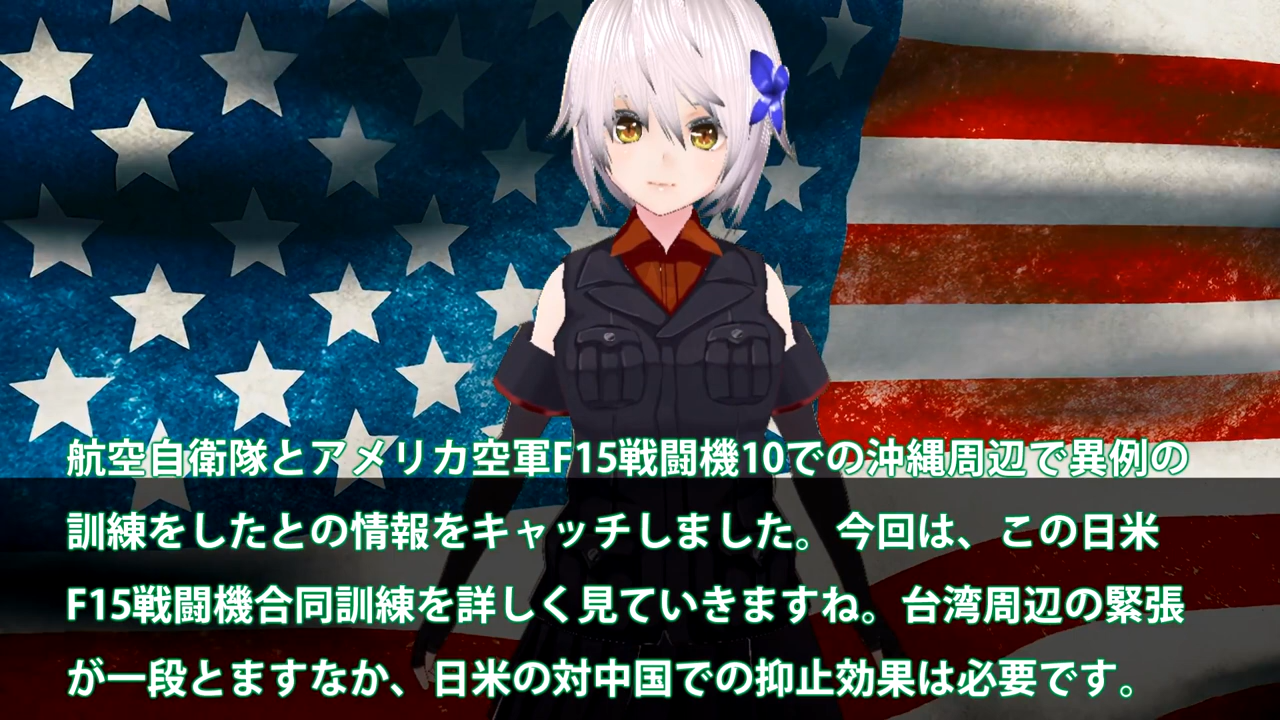 航空自衛隊とアメリカ空軍F15戦闘機10での沖縄周辺で異例の
訓練をしたとの情報をキャッチしました。今回は、この日米
F15戦闘機合同訓練を詳しく見ていきますね。台湾周辺の緊張
が一段とますなか、日米の対中国での抑止効果は必要です。